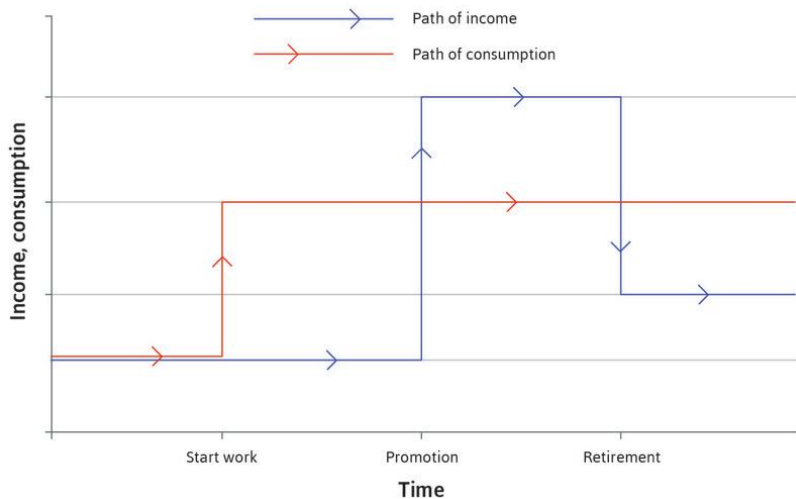 Path of income
Path of consumption
Income, consumption
Start work
Promotion
Retirement
Time